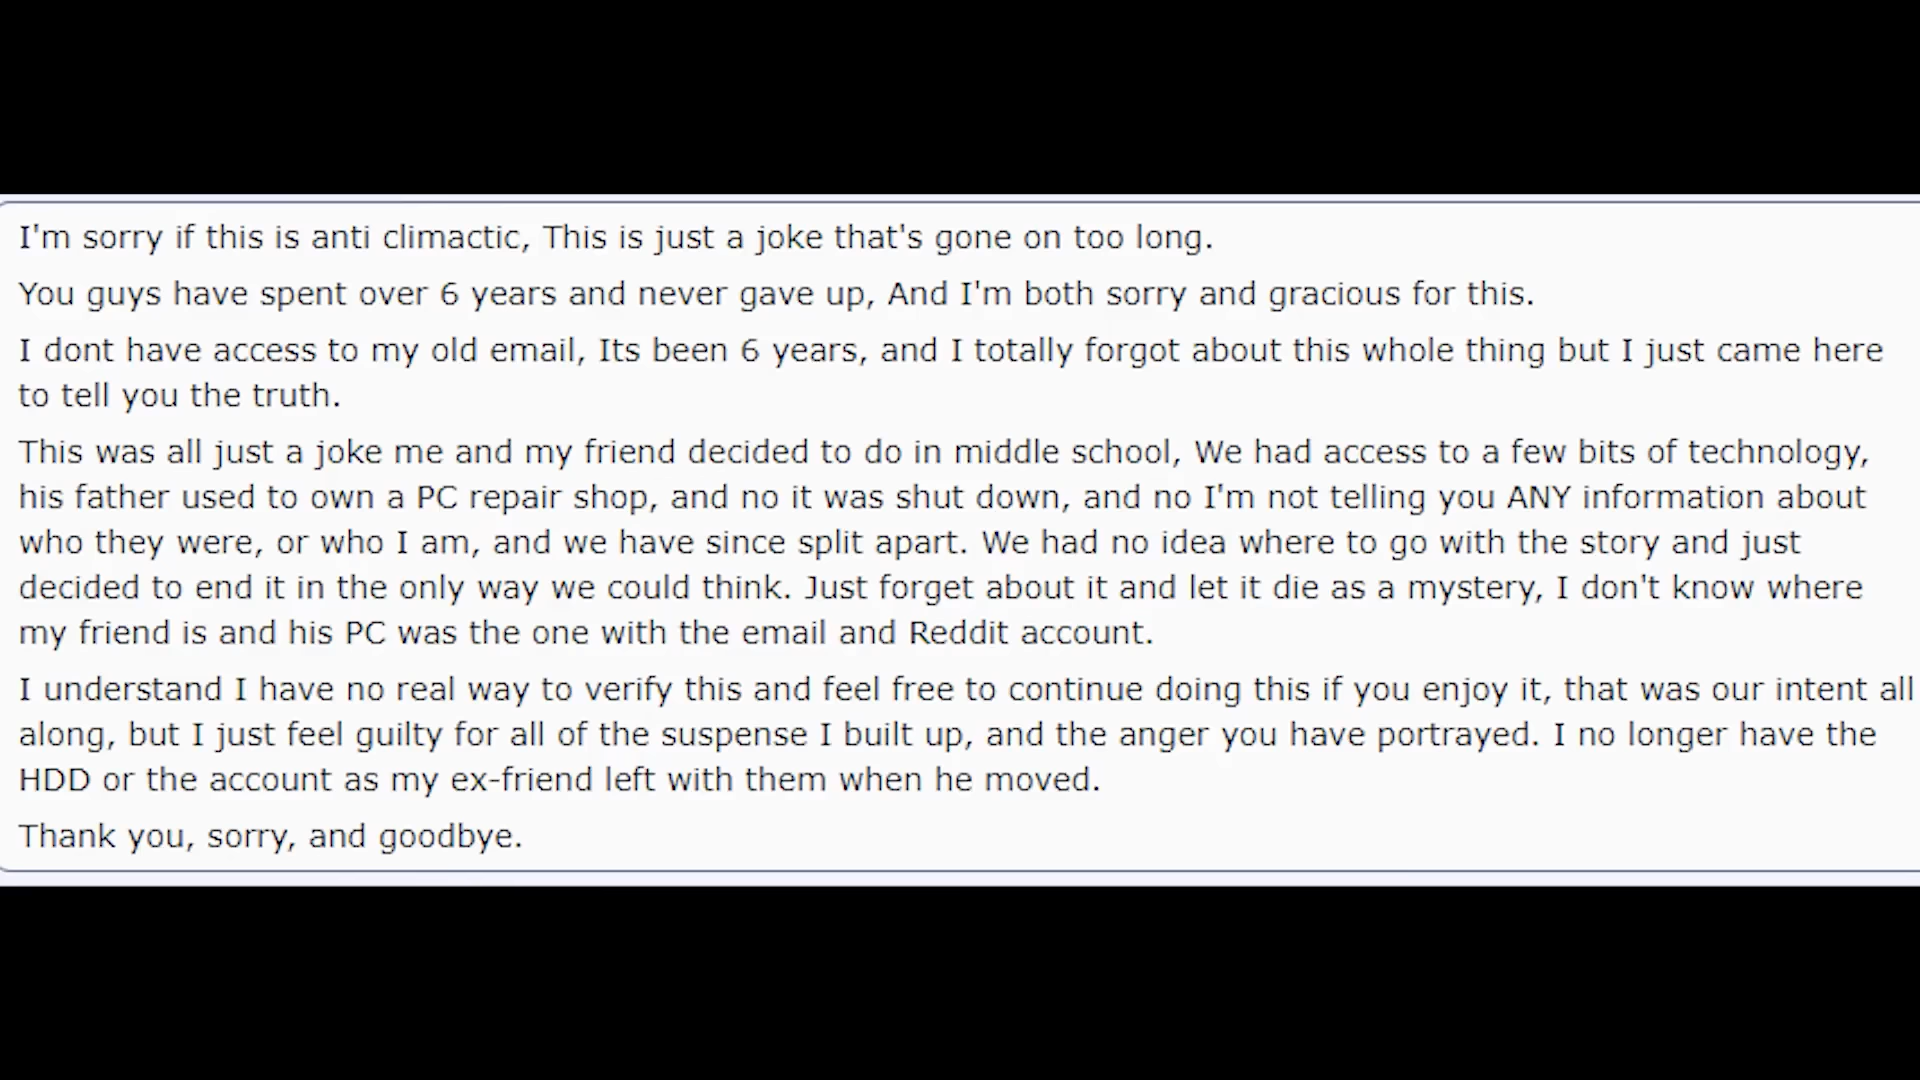 I'm sorry if this is anti climactic, This is just a joke that's gone on too long.
You guys have spent over 6 years and never gave up, And I'm both sorry and gracious for this.
I dont have access to my old email, Its been 6 years, and I totally forgot about this whole thing but I just came here
to tell you the truth.
This was all just a joke me and my friend decided to do in middle school, We had access to a few bits of technology,
his father used to own a PC repair shop, and no it was shut down, and no I'm not telling you ANY information about
who they were, or who I am, and we have since split apart. We had no idea where to go with the story and just
decided to end it in the only way we could think. Just forget about it and let it die as a mystery, I don't know where
my friend is and his PC was the one with the email and Reddit account.
I understand I have no real way to verify this and feel free to continue doing this if you enjoy it, that was our intent all
along, but I just feel guilty for all of the suspense I built up, and the anger you have portrayed. I no longer have the
HDD or the account as my ex-friend left with them when he moved.
Thank you, sorry, and goodbye.